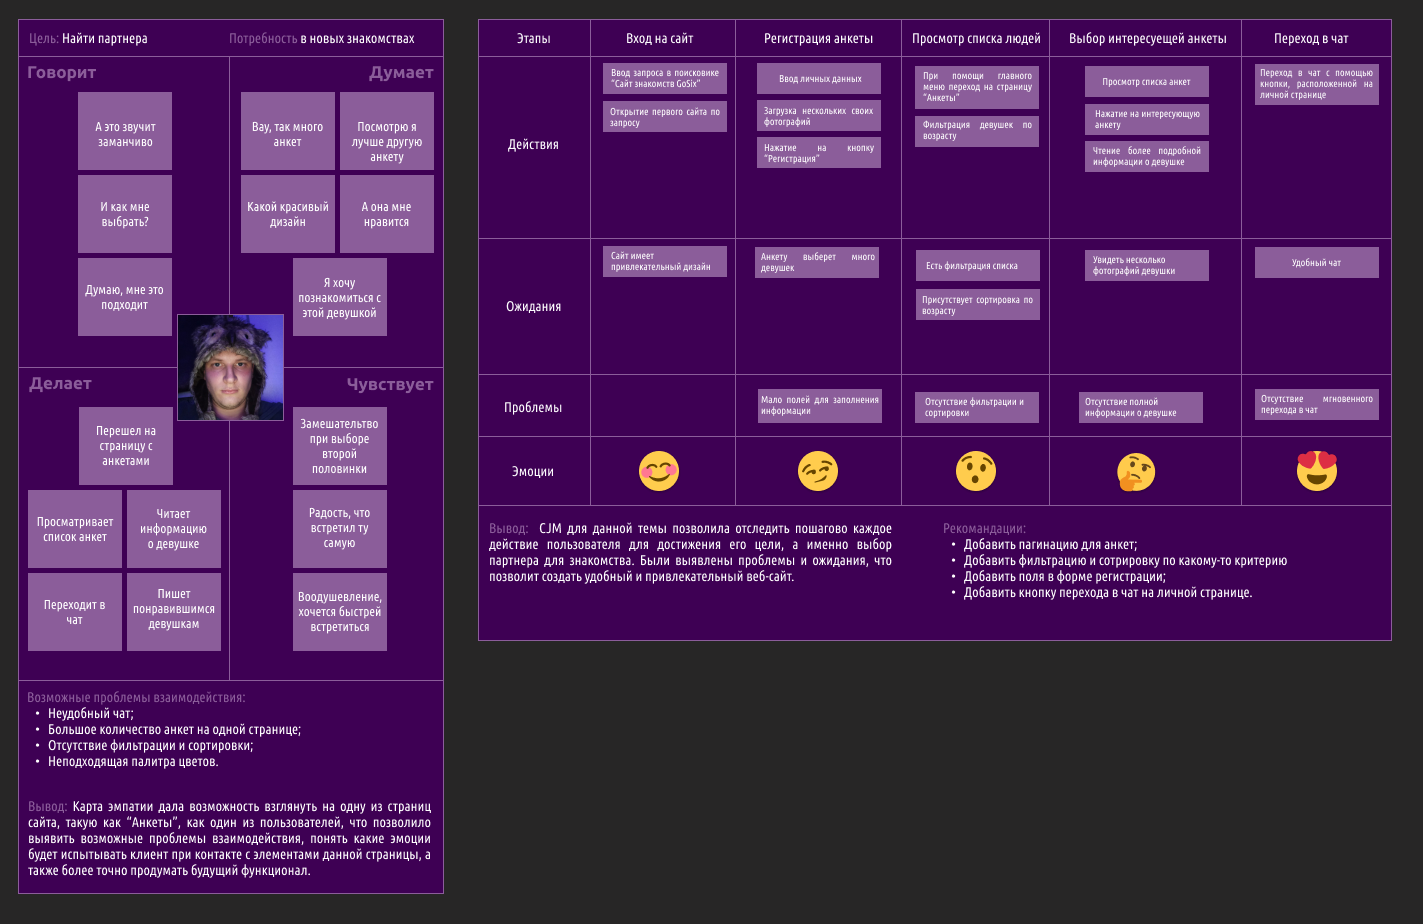 Цель: Найти партнера
Потребность в новых знакомствах
Говорит
А это звучит
заманчиво
И как мне
выбрать?
Думаю, мне это
подходит
Думает
Вау, так много
анкет
Посмотрю я
лучше другую
анкету
Какой красивый
дизайн
А она мне
нравится
Я хочу
познакомиться с
этой девушкой
Делает
Перешел на
страницу с
анкетами
Просматривает
список анкет
Читает
информацию
о девушке
Переходит в
чат
Пишет
понравившимся
девушкам
Чувствует
Замешательтво
при выборе
второй
половинки
Радость, что
встретил ту
самую
Воодушевление,
хочется быстрей
встретиться
Возможные проблемы взаимодействия:
• Неудобный чат;
• Большое количество анкет на одной странице;
• Отсутствие фильтрации и сортировки;
• Неподходящая палитра цветов.
Вывод: Карта эмпатии дала возможность взглянуть на одну из страниц
сайта, такую как “Анкеты”, как один из пользователей, что позволило
выявить возможные проблемы взаимодействия, понять какие эмоции
будет испытывать клиент при контакте с элементами данной страницы, а
также более точно продумать будущий функционал.
Этапы
Вход на сайт
Регистрация анкеты
Просмотр списка людей
Выбор интересуещей анкеты
Переход в чат
Действия
Ввод запроса в поисковике
“Сайт знакомств GoSix”
Открытие первого сайта по
запросу
Ввод личных данных
Загрузка нескольких своих
фотографий
Нажатие на кнопку
“Регистрация”
При помощи главного
меню переход на страницу
“Анкеты”
Фильтрация девушек по
возрасту
Просмотр списка анкет
Нажатие на интересующую
анкету
Чтение более подробной
информации о девушке
Переход в чат с помощью
кнопки, расположенной на
личной странице
Ожидания
Сайт имеет
привлекательный дизайн
Анкету выберет много
девушек
Есть фильтрация списка
Присутствует сортировка по
возрасту
Увидеть несколько
фотографий девушки
Удобный чат
Проблемы
Мало полей для заполнения
информации
Отсутствие фильтрации и
сортировки
Отсутствие полной
информации о девушке
Отсутствие мгновенного
перехода в чат
Эмоции
Вывод: CJM для данной темы позволила отследить пошагово каждое
действие пользователя для достижения его цели, а именно выбор
партнера для знакомства. Были выявлены проблемы и ожидания, что
позволит создать удобный и привлекательный веб-сайт.
Рекомандации:
• Добавить пагинацию для анкет;
• Добавить фильтрацию и сотрировку по какому-то критерию
• Добавить поля в форме регистрации;
• Добавить кнопку перехода в чат на личной странице.